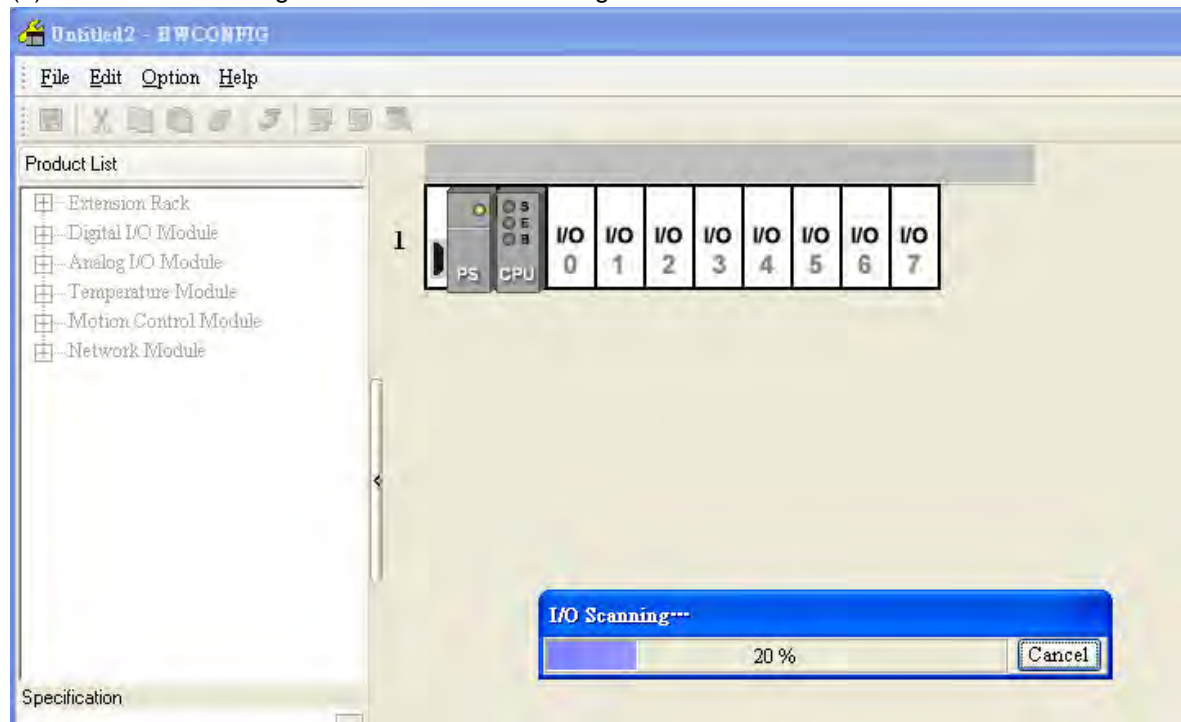 Untitled2 - HWCONFIG
File Edit Option Help
Product List
Extension Rack
Digital I/O Module
Analog I/O Module
Temperature Module
Motion Control Module
Network Module
1
PS
CPU
S
E
B
I/O 0
I/O 1
I/O 2
I/O 3
I/O 4
I/O 5
I/O 6
I/O 7
I/O Scanning---
20 %
Cancel
Specification